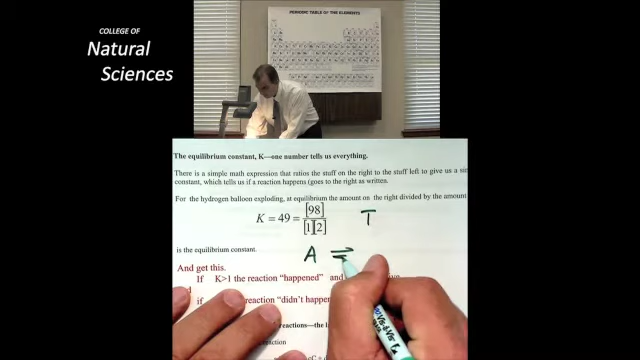 COLLEGE OF
Natural
Sciences
PERIODIC TABLE OF THE ELEMENTS
The equilibrium constant, K—one number tells us everything.
There is a simple math expression that ratios the stuff on the right to the stuff left to give us a
constant, which tells us if a reaction happens (goes to the right as written.
For the hydrogen balloon exploding, at equilibrium the amount on the right divided by the amount
K = 49 = [98] / [1][2] T
is the equilibrium constant.
A ⇌
And get this.
If K>1 the reaction "happened" and
if reaction "didn't happen
reactions—the
reaction